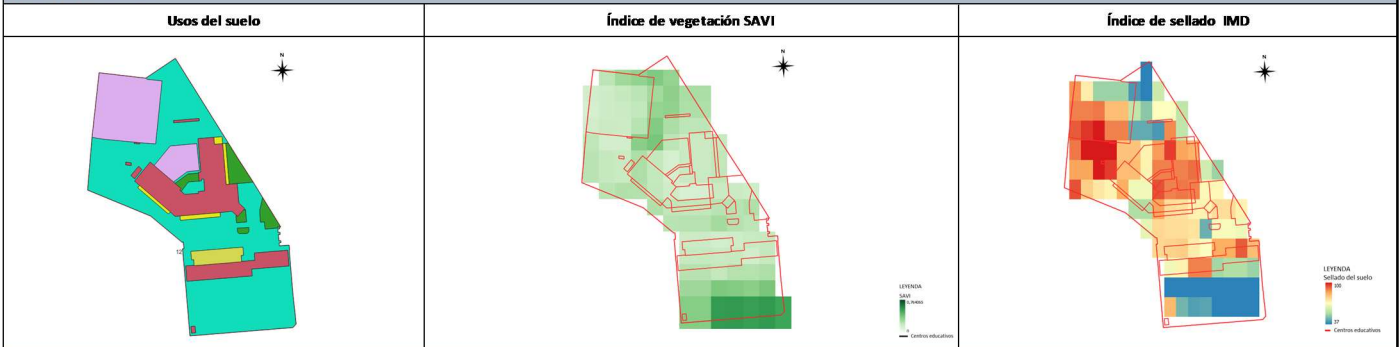 Usos del suelo
Índice de vegetación SAVI
Índice de sellado IMD
N
12
N
LEYENDA
SAVI
0
Centros educativos
N
LEYENDA
Sellado del suelo
100
37
Centros educativos